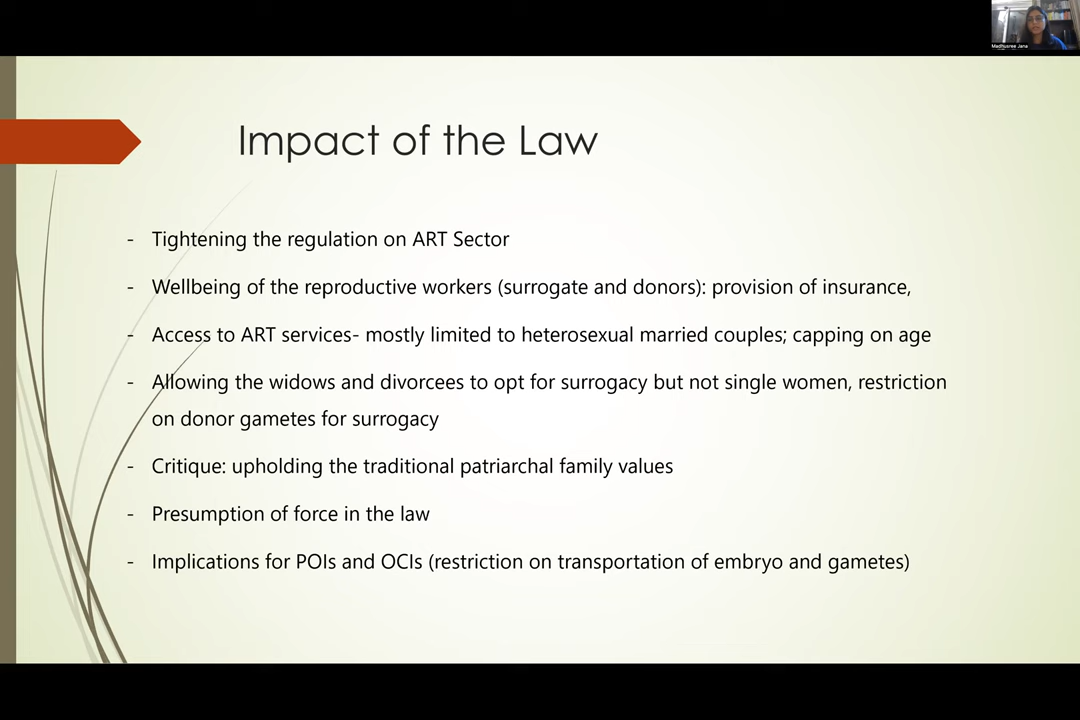 Madhusree Jana
Impact of the Law
- Tightening the regulation on ART Sector
- Wellbeing of the reproductive workers (surrogate and donors): provision of insurance,
- Access to ART services- mostly limited to heterosexual married couples; capping on age
- Allowing the widows and divorcees to opt for surrogacy but not single women, restriction
on donor gametes for surrogacy
- Critique: upholding the traditional patriarchal family values
- Presumption of force in the law
- Implications for POIs and OCIs (restriction on transportation of embryo and gametes)